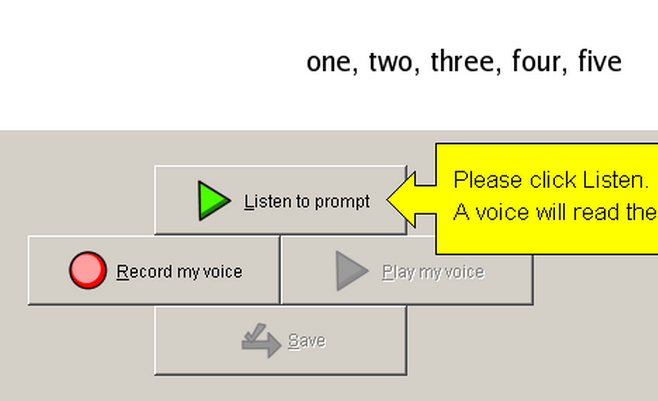 one, two, three, four, five
Listen to prompt
Please click Listen.
A voice will read the
Record my voice
Play my voice
Save